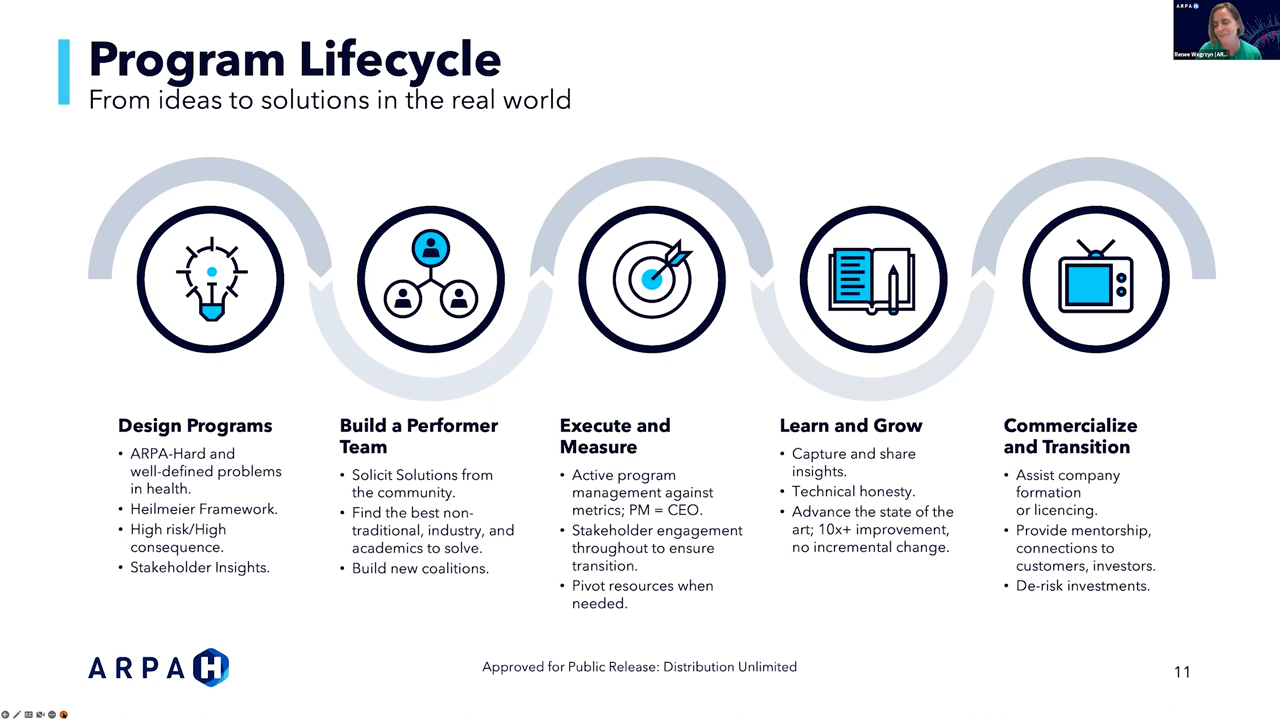 ARPA H
Renee Wegrzyn (AR...
Program Lifecycle
From ideas to solutions in the real world
Design Programs
• ARPA-Hard and
well-defined problems
in health.
• Heilmeier Framework.
• High risk/High
consequence.
• Stakeholder Insights.
Build a Performer
Team
• Solicit Solutions from
the community.
• Find the best non-
traditional, industry, and
academics to solve.
• Build new coalitions.
Execute and
Measure
• Active program
management against
metrics; PM = CEO.
• Stakeholder engagement
throughout to ensure
transition.
• Pivot resources when
needed.
Learn and Grow
• Capture and share
insights.
• Technical honesty.
• Advance the state of the
art; 10x+ improvement,
no incremental change.
Commercialize
and Transition
• Assist company
formation
or licencing.
• Provide mentorship,
connections to
customers, investors.
• De-risk investments.
ARPA H
Approved for Public Release: Distribution Unlimited
11